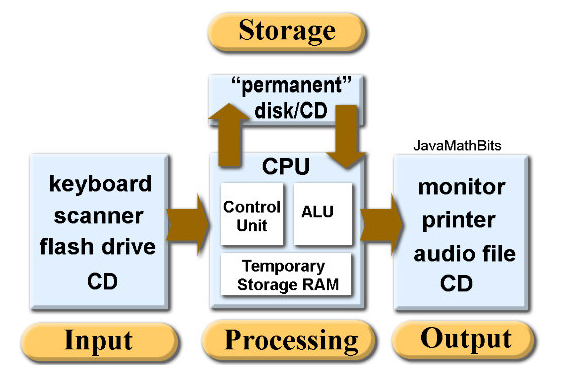 Storage
“permanent”
disk/CD
JavaMathBits
keyboard
scanner
flash drive
CD
CPU
Control
Unit
ALU
Temporary
Storage RAM
monitor
printer
audio file
CD
Input
Processing
Output